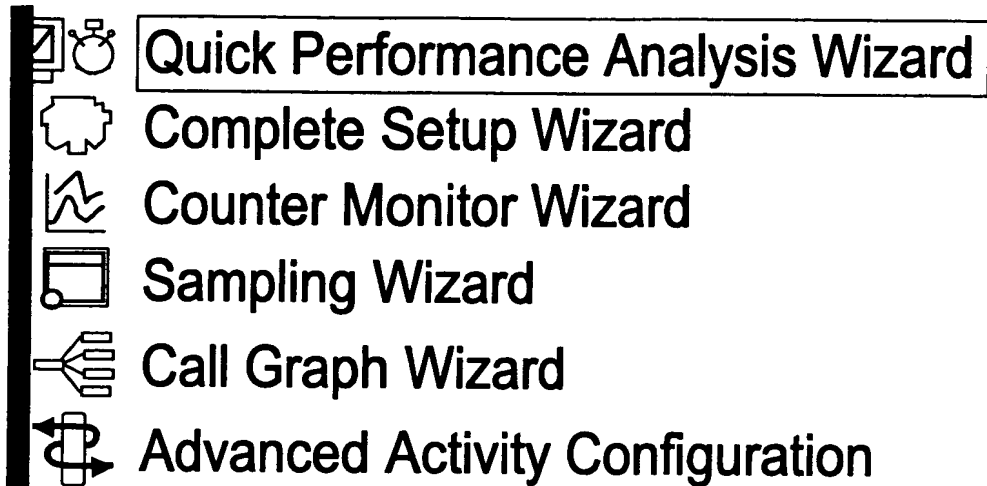 Quick Performance Analysis Wizard
Complete Setup Wizard
Counter Monitor Wizard
Sampling Wizard
Call Graph Wizard
Advanced Activity Configuration